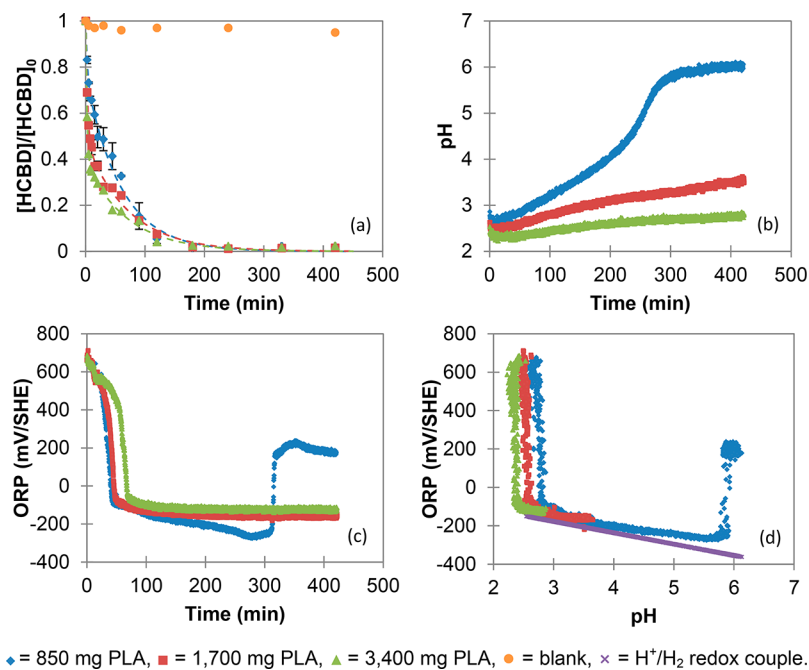 1
0.8
0.6
0.4
0.2
0
[HCBD]/[HCBD]0
(a)
0 100 200 300 400 500
Time (min)
7
6
5
4
3
2
pH
(b)
0 100 200 300 400 500
Time (min)
800
600
400
200
0
-200
-400
ORP (mV/SHE)
(c)
0 100 200 300 400 500
Time (min)
800
600
400
200
0
-200
-400
ORP (mV/SHE)
(d)
2 3 4 5 6 7
pH
= 850 mg PLA, = 1,700 mg PLA, = 3,400 mg PLA, = blank, = H⁺/H₂ redox couple.